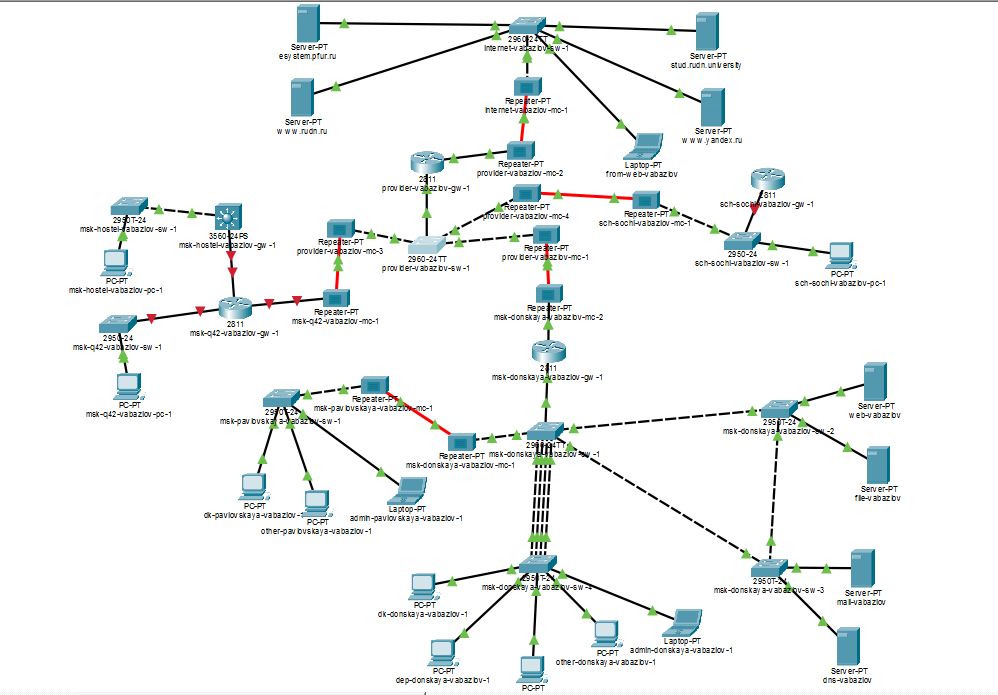 Server-PT
esystem.pfur.ru
2960-24TT
internet-vabazlov-sw-1
Server-PT
stud.rudn.university
Server-PT
www.rudn.ru
Repeater-PT
internet-vabazlov-mc-1
Server-PT
www.yandex.ru
Laptop-PT
from-web-vabazlov
2811
provider-vabazlov-gw-1
Repeater-PT
provider-vabazlov-mc-2
Repeater-PT
provider-vabazlov-mc-4
Repeater-PT
sch-sochi-vabazlov-mc-1
2811
sch-sochi-vabazlov-gw-1
2950T-24
msk-hostel-vabazlov-sw-1
3560-24PS
msk-hostel-vabazlov-gw-1
Repeater-PT
provider-vabazlov-mc-3
2960-24TT
provider-vabazlov-sw-1
Repeater-PT
provider-vabazlov-mc-1
2950-24
sch-sochi-vabazlov-sw-1
PC-PT
sch-sochi-vabazlov-pc-1
PC-PT
msk-hostel-vabazlov-pc-1
2811
msk-q42-vabazlov-gw-1
Repeater-PT
msk-q42-vabazlov-mc-1
Repeater-PT
msk-donskaya-vabazlov-mc-2
2950-24
msk-q42-vabazlov-sw-1
2811
msk-donskaya-vabazlov-gw-1
PC-PT
msk-q42-vabazlov-pc-1
2950T-24
msk-pavlovskaya-vabazlov-sw-1
Repeater-PT
msk-pavlovskaya-vabazlov-mc-1
Repeater-PT
msk-donskaya-vabazlov-mc-1
2960-24TT
msk-donskaya-vabazlov-sw-1
2950T-24
msk-donskaya-vabazlov-sw-2
Server-PT
web-vabazlov
Server-PT
file-vabazlov
PC-PT
dk-pavlovskaya-vabazlov-1
PC-PT
other-pavlovskaya-vabazlov-1
Laptop-PT
admin-pavlovskaya-vabazlov-1
2950T-24
msk-donskaya-vabazlov-sw-4
2950T-24
msk-donskaya-vabazlov-sw-3
Server-PT
mail-vabazlov
PC-PT
dk-donskaya-vabazlov-1
PC-PT
dep-donskaya-vabazlov-1
PC-PT
PC-PT
other-donskaya-vabazlov-1
Laptop-PT
admin-donskaya-vabazlov-1
Server-PT
dns-vabazlov